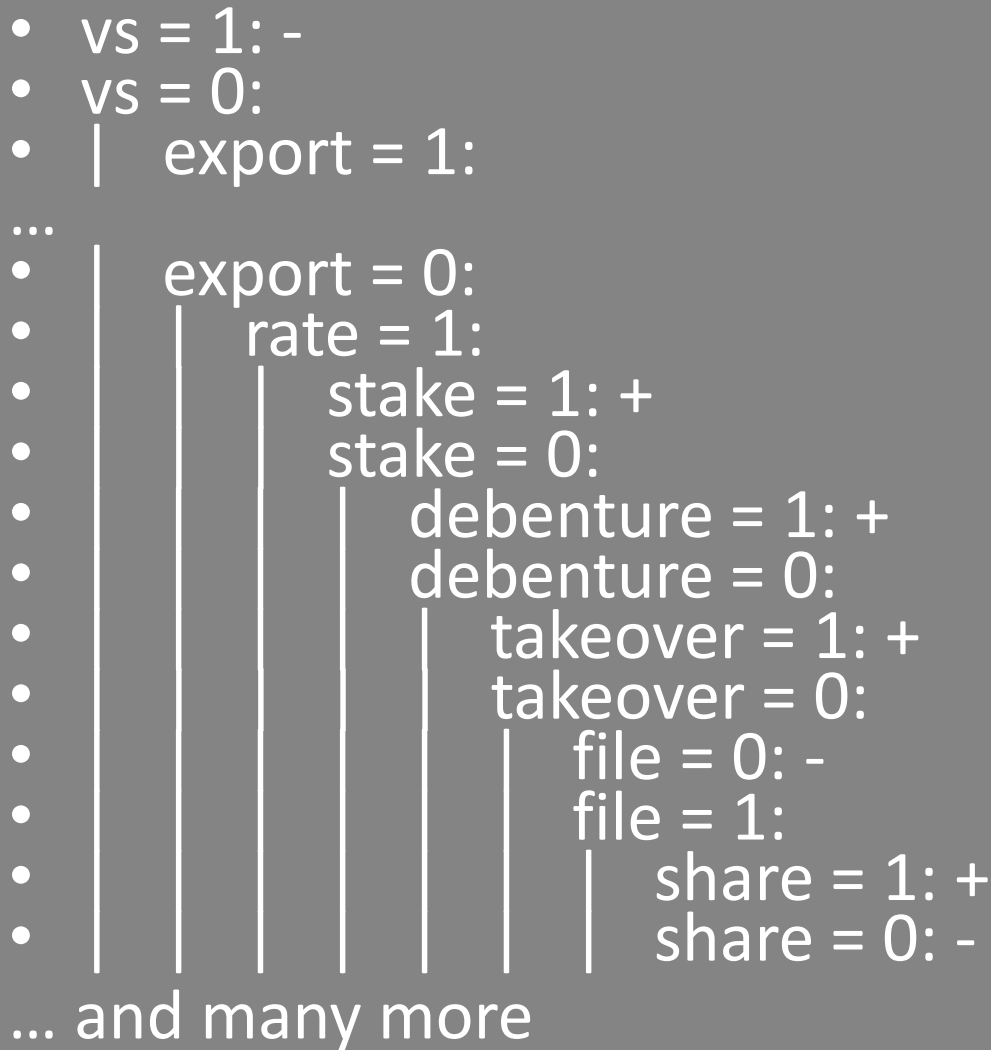 • vs = 1: -
• vs = 0:
• | export = 1:
...
• | export = 0:
• | | rate = 1:
• | | | stake = 1: +
• | | | stake = 0:
• | | | | debenture = 1: +
• | | | | debenture = 0:
• | | | | | takeover = 1: +
• | | | | | takeover = 0:
• | | | | | | file = 0: -
• | | | | | | file = 1:
• | | | | | | | share = 1: +
• | | | | | | | share = 0: -
... and many more